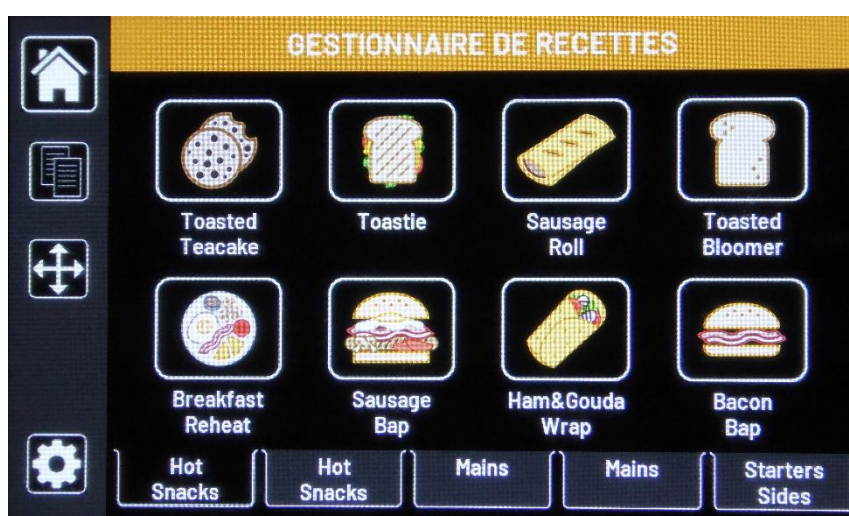 GESTIONNAIRE DE RECETTES
Toasted
Teacake
Toastie
Sausage
Roll
Toasted
Bloomer
Breakfast
Reheat
Sausage
Bap
Ham&Gouda
Wrap
Bacon
Bap
Hot
Snacks
Hot
Snacks
Mains
Mains
Starters
Sides